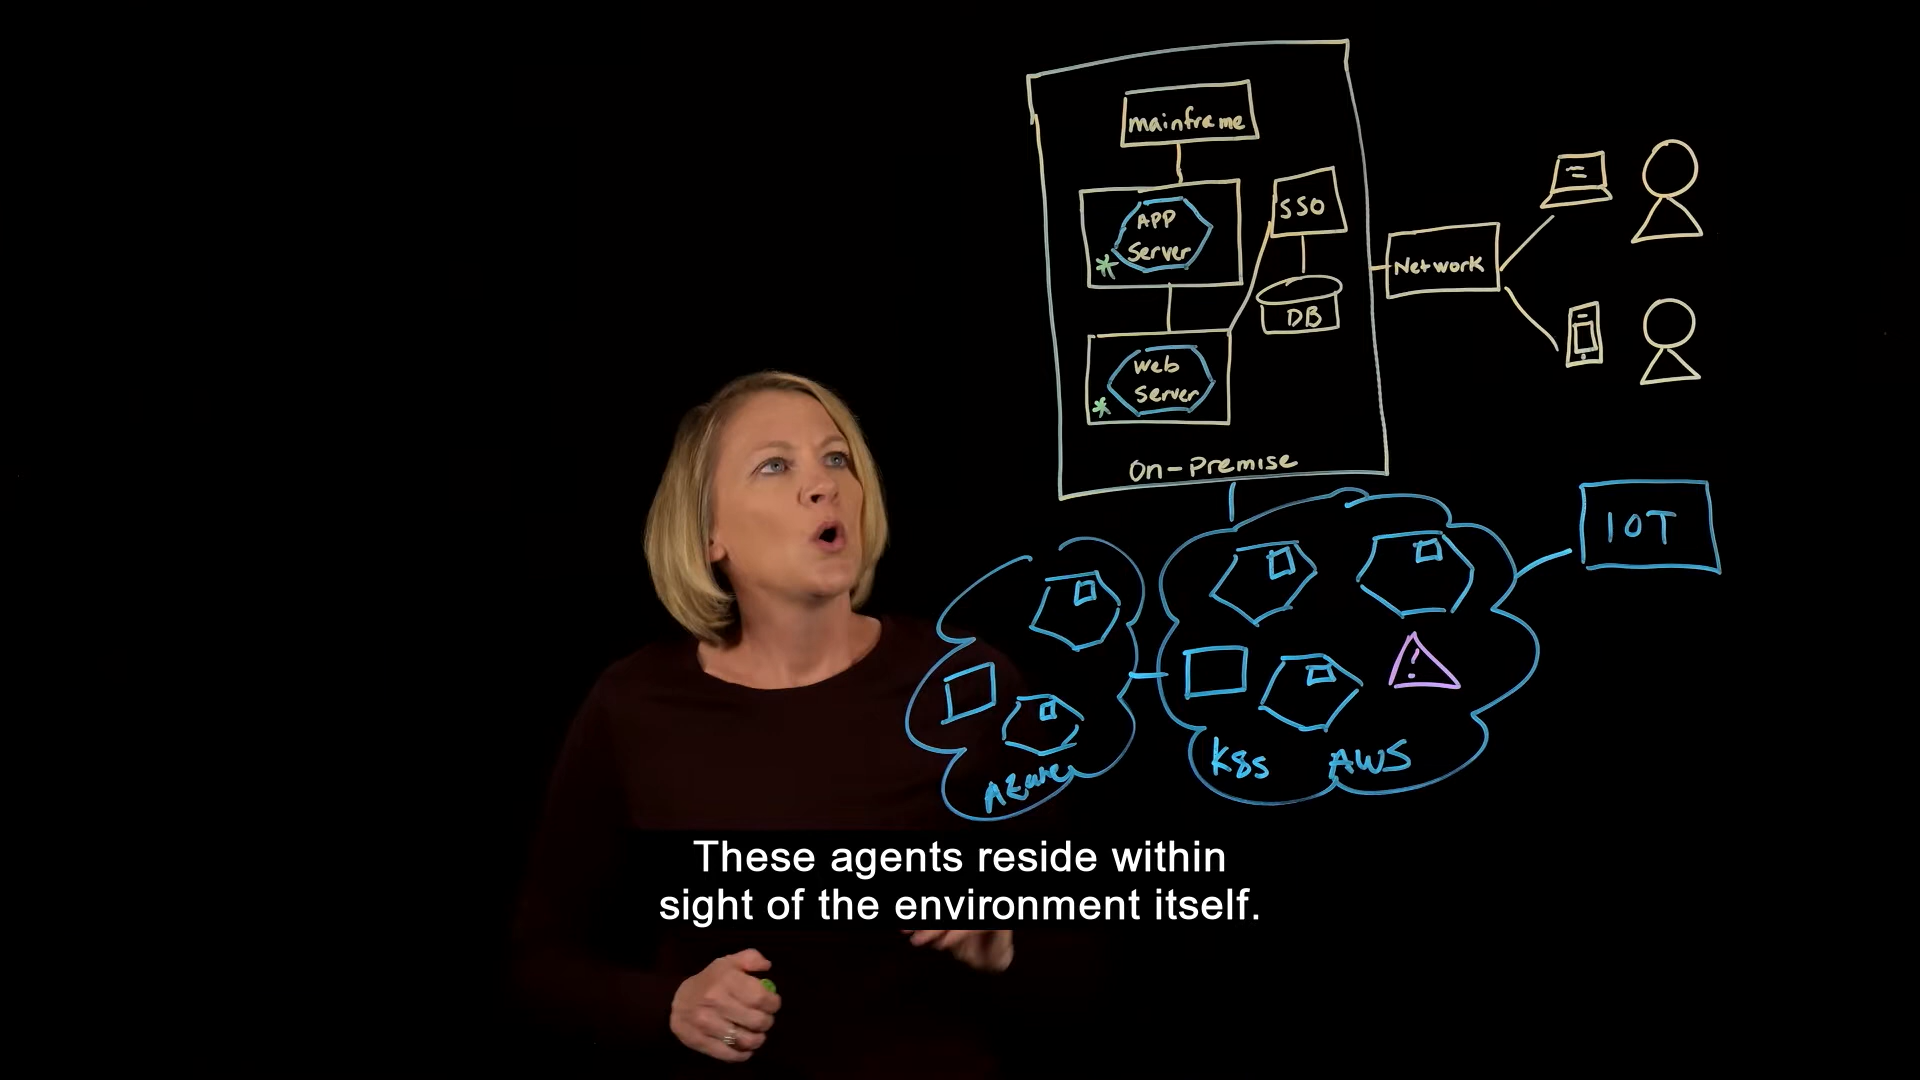 mainframe
APP
Server
SSO
DB
Network
Web
Server
On-Premise
IOT
K8s
AWS
Azure
These agents reside within
sight of the environment itself.